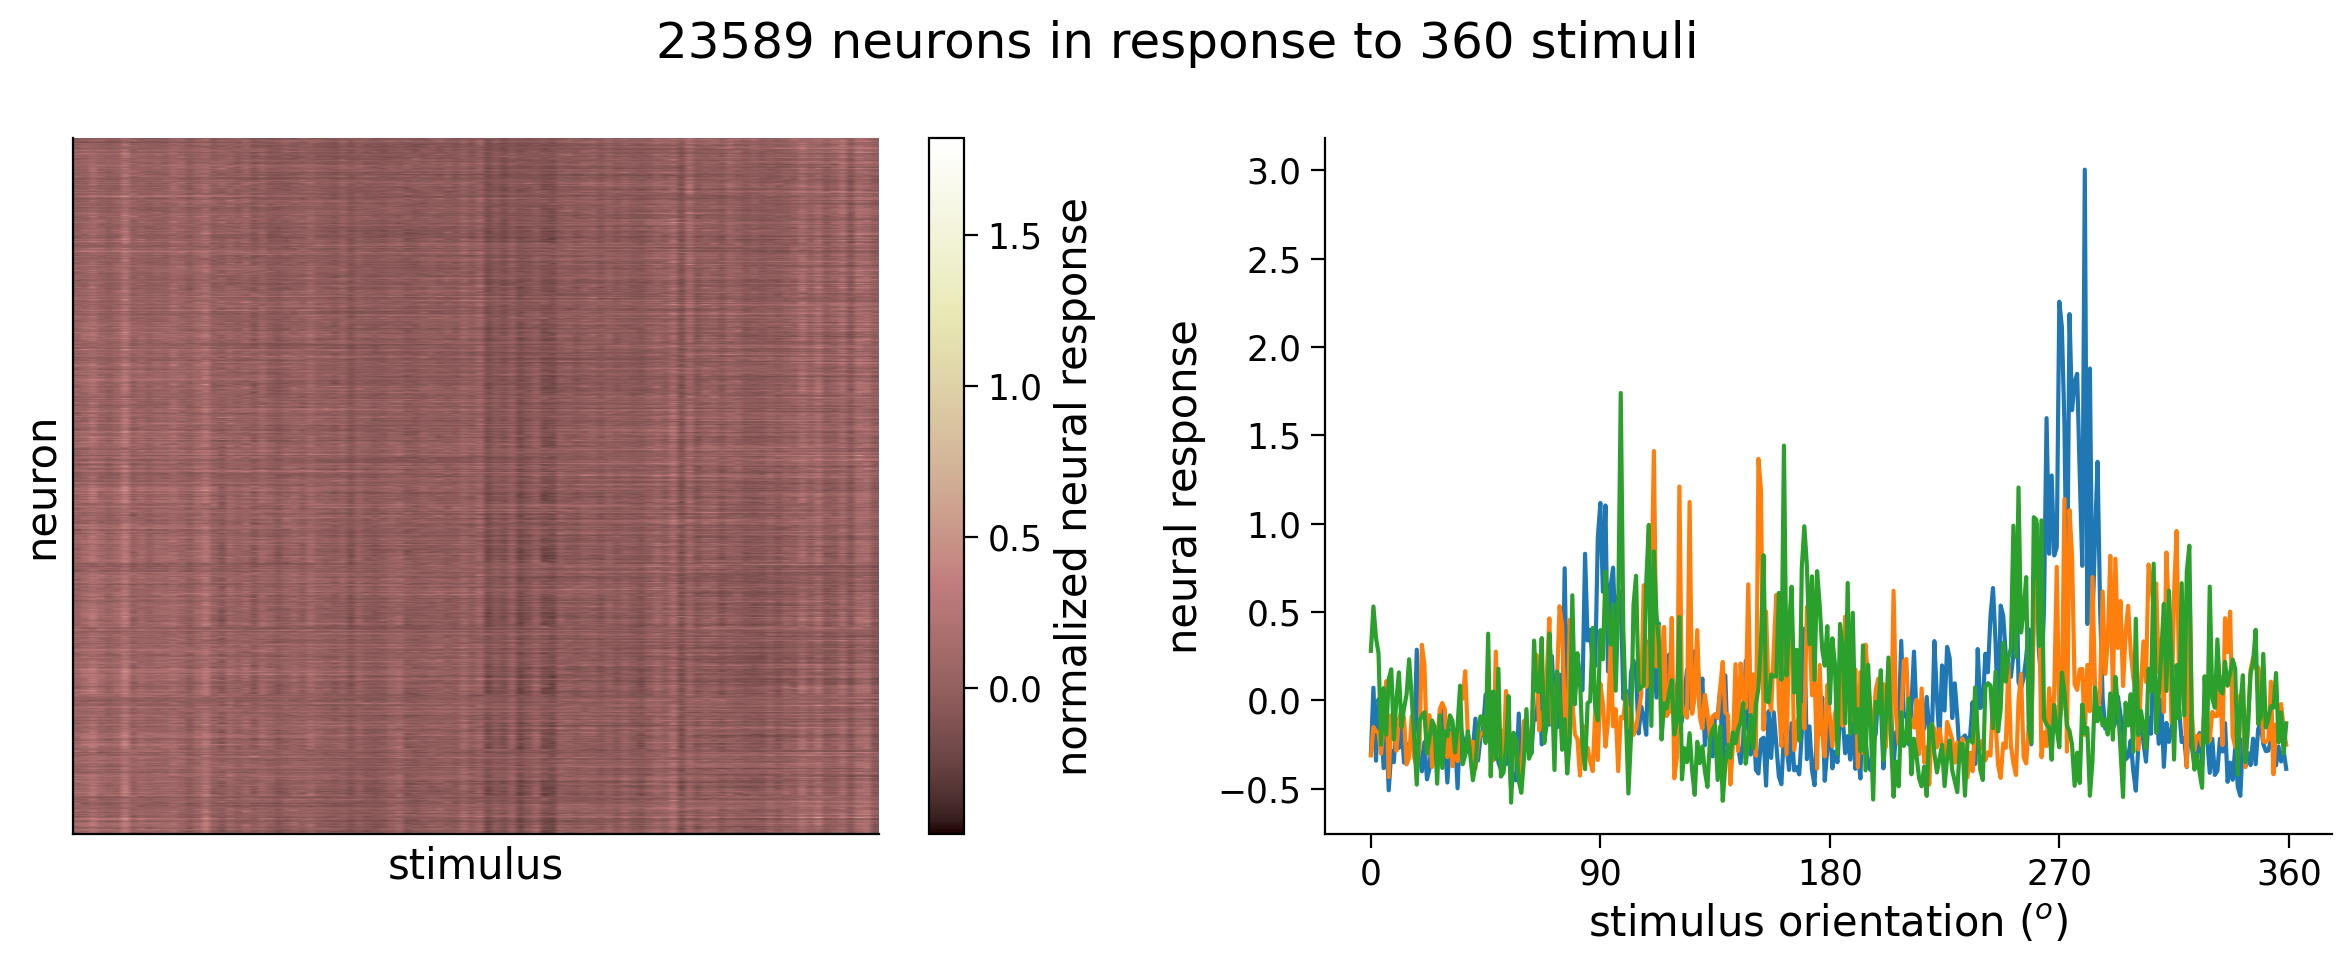 23589 neurons in response to 360 stimuli
neuron
stimulus
1.5
1.0
0.5
0.0
normalized neural response
neural response
3.0
2.5
2.0
1.5
1.0
0.5
0.0
−0.5
0 90 180 270 360
stimulus orientation (o)